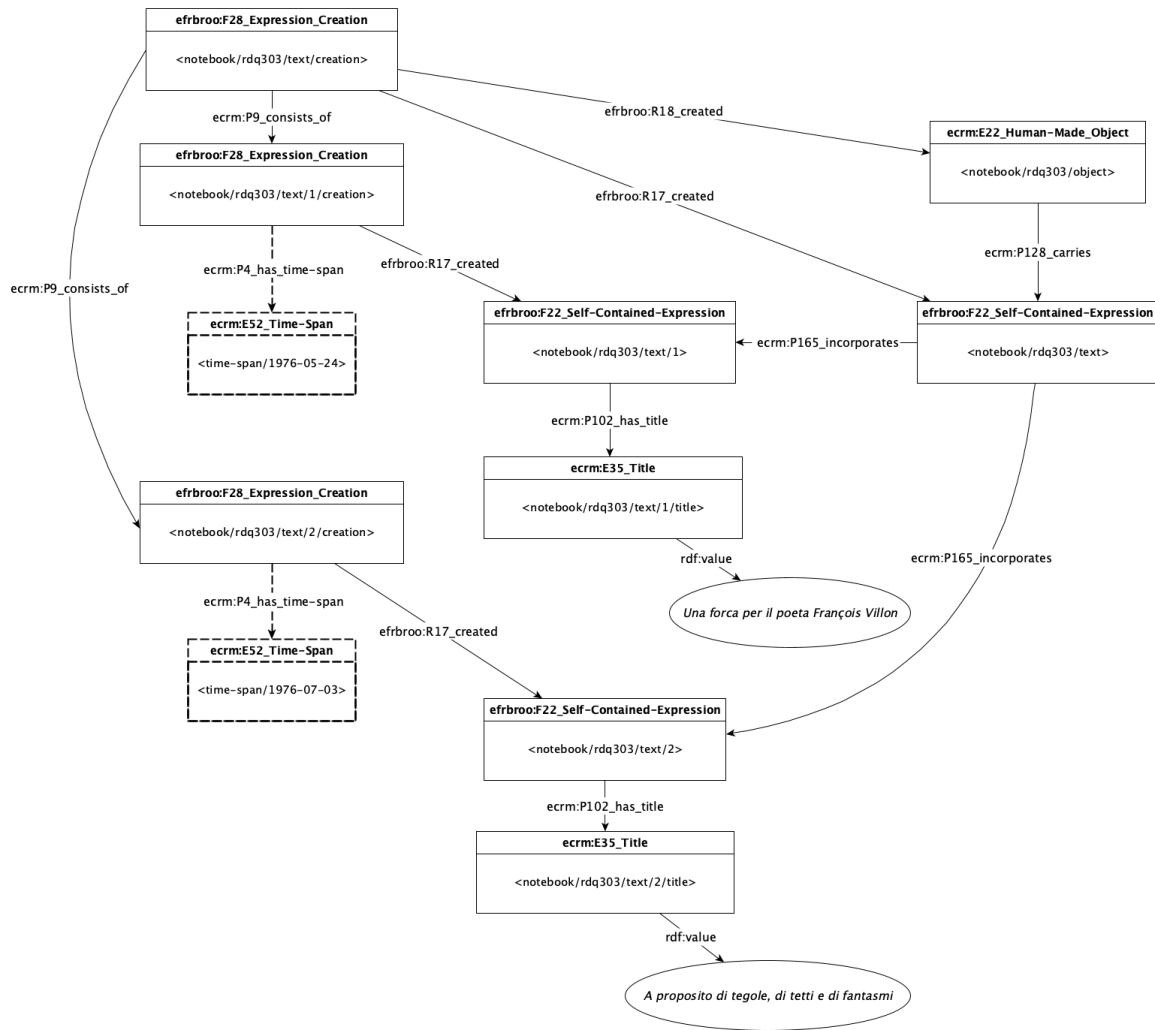 efrbroo:F28_Expression_Creation
<notebook/rdq303/text/creation>
efrbroo:R18_created
ecrm:P9_consists_of
ecrm:E22_Human-Made_Object
<notebook/rdq303/object>
efrbroo:F28_Expression_Creation
<notebook/rdq303/text/1/creation>
efrbroo:R17_created
ecrm:P128_carries
efrbroo:R17_created
ecrm:P4_has_time-span
ecrm:P9_consists_of
ecrm:E52_Time-Span
<time-span/1976-05-24>
efrbroo:F22_Self-Contained-Expression
<notebook/rdq303/text/1>
ecrm:P165_incorporates
efrbroo:F22_Self-Contained-Expression
<notebook/rdq303/text>
ecrm:P102_has_title
ecrm:E35_Title
<notebook/rdq303/text/1/title>
efrbroo:F28_Expression_Creation
<notebook/rdq303/text/2/creation>
rdf:value
ecrm:P165_incorporates
Una forca per il poeta François Villon
ecrm:P4_has_time-span
efrbroo:R17_created
ecrm:E52_Time-Span
<time-span/1976-07-03>
efrbroo:F22_Self-Contained-Expression
<notebook/rdq303/text/2>
ecrm:P102_has_title
ecrm:E35_Title
<notebook/rdq303/text/2/title>
rdf:value
A proposito di tegole, di tetti e di fantasmi